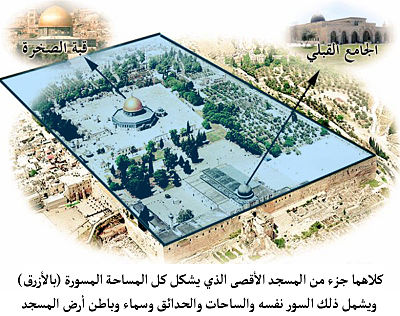 الجامع القبلي
قبة الصخرة
كلاهما جزء من المسجد الأقصى الذي يشكل كل المساحة المسورة (بالأزرق)
ويشمل ذلك السور نفسه والساحات والحدائق وسماء وباطن أرض المسجد